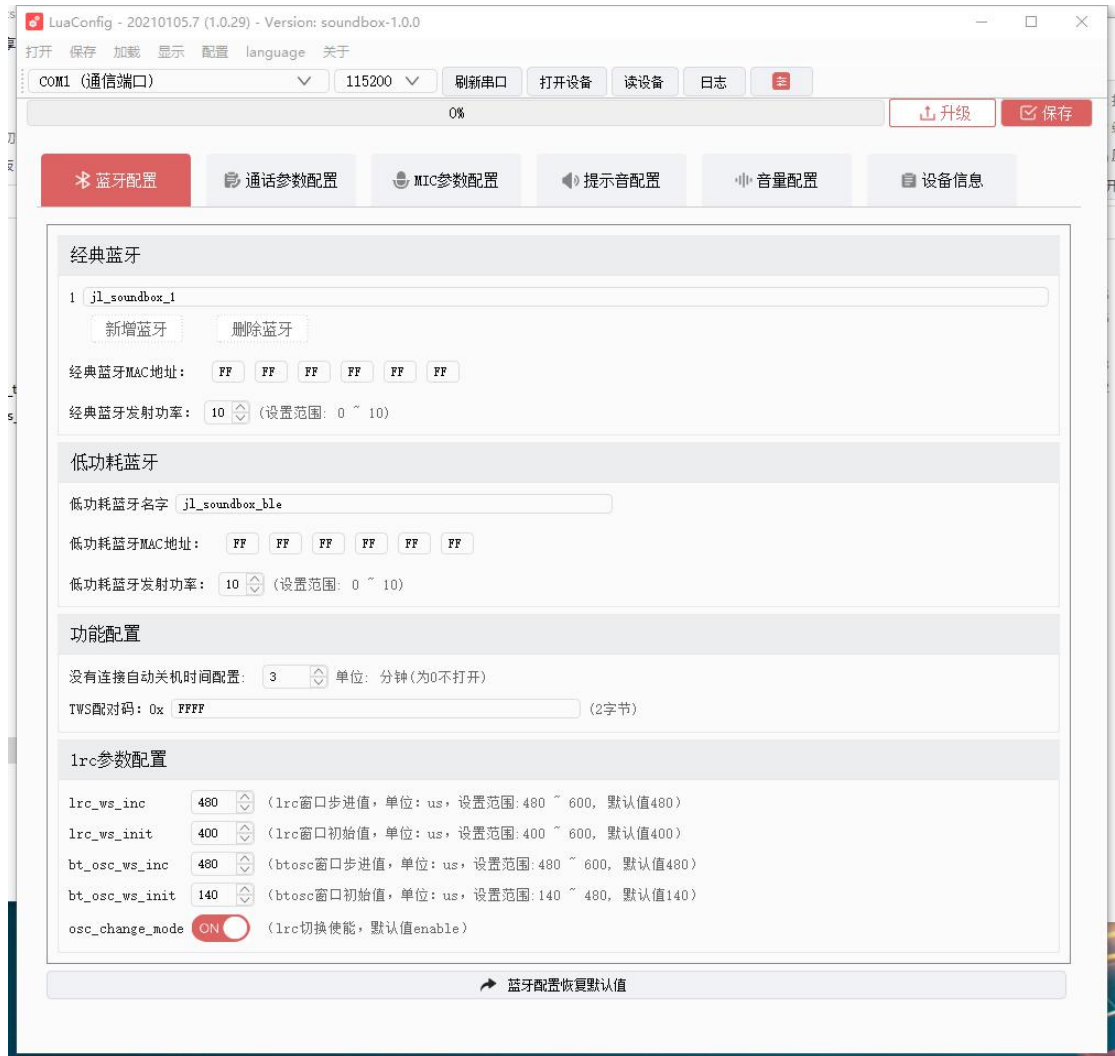 LuaConfig - 20210105.7 (1.0.29) - Version: soundbox-1.0.0
打开 保存 加载 显示 配置 language 关于
COM1 (通信端口) 115200 刷新串口 打开设备 读设备 日志
0% 升级 保存
蓝牙配置 通话参数配置 MIC参数配置 提示音配置 音量配置 设备信息
经典蓝牙
1 jl_soundbox_1
新增蓝牙 删除蓝牙
经典蓝牙MAC地址: FF FF FF FF FF FF
经典蓝牙发射功率: 10 (设置范围: 0 ~ 10)
低功耗蓝牙
低功耗蓝牙名字 jl_soundbox_ble
低功耗蓝牙MAC地址: FF FF FF FF FF FF
低功耗蓝牙发射功率: 10 (设置范围: 0 ~ 10)
功能配置
没有连接自动关机时间配置: 3 单位: 分钟(为0不打开)
TWS配对码: 0x FFFF (2字节)
lrc参数配置
lrc_ws_inc 480 (lrc窗口步进值,单位: us,设置范围:480 ~ 600, 默认值480)
lrc_ws_init 400 (lrc窗口初始值,单位: us,设置范围:400 ~ 600, 默认值400)
bt_osc_ws_inc 480 (btosc窗口步进值,单位: us,设置范围:480 ~ 600, 默认值480)
bt_osc_ws_init 140 (btosc窗口初始值,单位: us,设置范围:140 ~ 480, 默认值140)
osc_change_mode ON (lrc切换使能,默认值enable)
蓝牙配置恢复默认值